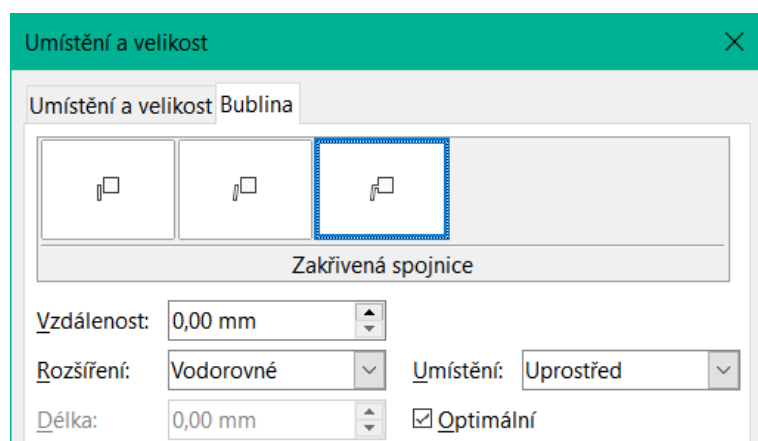 Umístění a velikost
Umístění a velikost Bublina
Zakřivená spojnice
Vzdálenost: 0,00 mm
Rozšíření: Vodorovné Umístění: Uprostřed
Délka: 0,00 mm Optimální